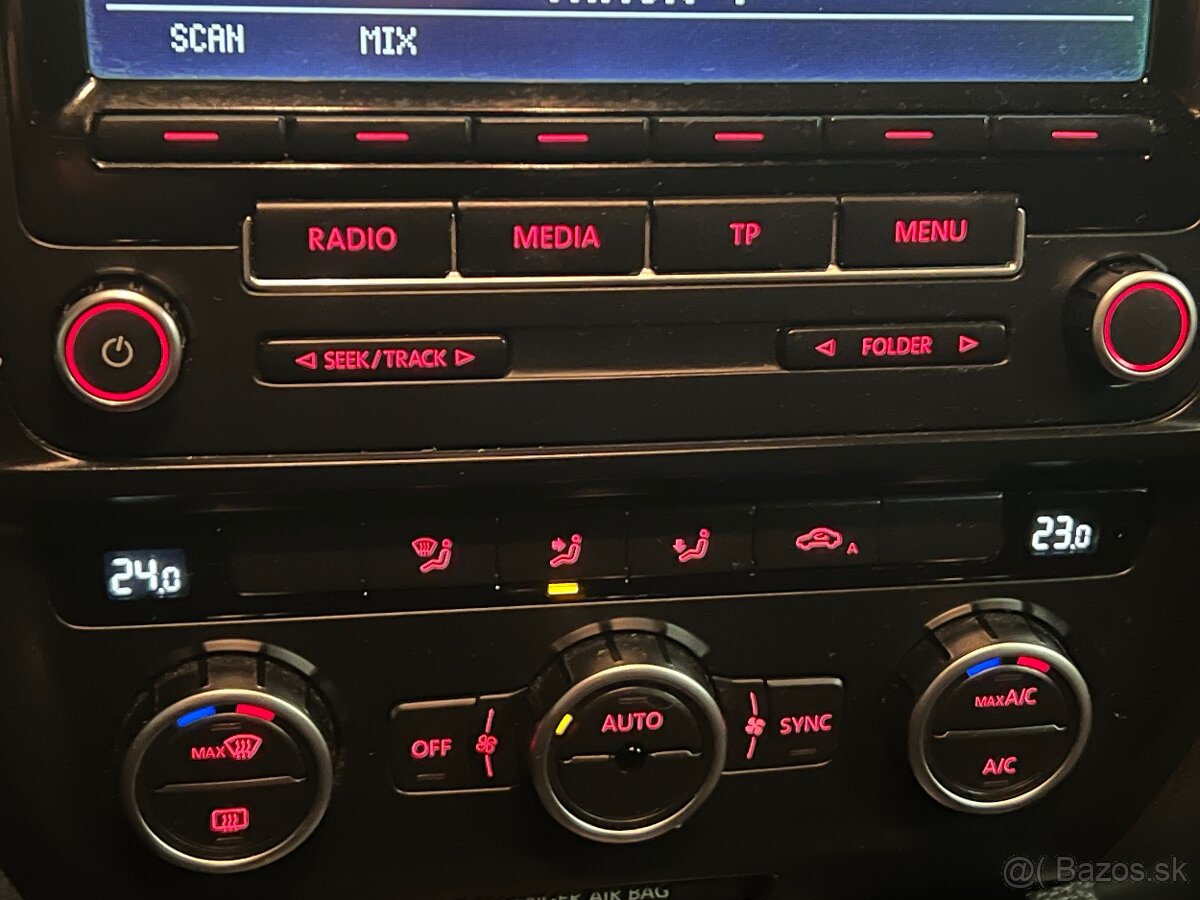 SCAN MIX
RADIO MEDIA TP MENU
SEEK/TRACK FOLDER
24.0 A 23.0
MAX OFF AUTO SYNC MAX A/C
A/C
AIR BAG
@( Bazos.sk